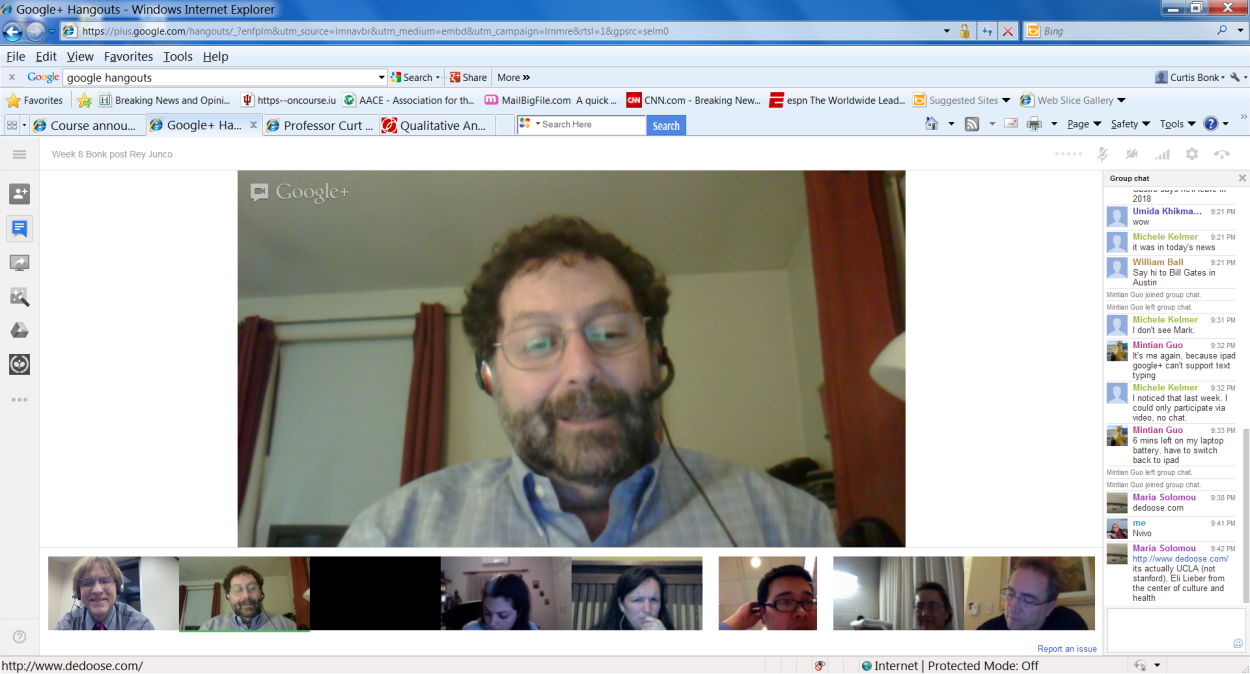 Google+ Hangouts - Windows Internet Explorer
https://plus.google.com/hangouts/_?enfplm&utm_source=lmnavbr&utm_medium=embd&utm_campaign=lrnmre&rtsl=1&gpsrc=selm0
Bing
File Edit View Favorites Tools Help
x Google google hangouts Search Share More » Curtis Bonk
Favorites Breaking News and Opini... https--oncourse.iu AACE - Association for th... MailBigFile.com A quick ... CNN.com - Breaking New... espn The Worldwide Lead... Suggested Sites Web Slice Gallery
Course annou... Google+ Ha... x Professor Curt ... Qualitative An... Search Here Search Page Safety Tools
Week 8 Bonk post Rey Junco
Google+
Group chat
Castro says he'll leave in
2018
Umida Khikma... 9:21 PM
wow
Michele Kelmer 9:21 PM
it was in today's news
William Ball 9:21 PM
Say hi to Bill Gates in
Austin
Mintian Guo joined group chat.
Mintian Guo left group chat.
Michele Kelmer 9:31 PM
I don't see Mark.
Mintian Guo 9:32 PM
It's me again, because ipad
google+ can't support text
typing
Michele Kelmer 9:32 PM
I noticed that last week. I
could only participate via
video, no chat.
Mintian Guo 9:33 PM
6 mins left on my laptop
battery, have to switch
back to ipad
Mintian Guo left group chat.
Mintian Guo joined group chat.
Maria Solomou 9:38 PM
dedoose.com
me 9:41 PM
Nvivo
Maria Solomou 9:42 PM
http://www.dedoose.com/
its actually UCLA (not
stanford), Eli Lieber from
the center of culture and
health
Report an issue
http://www.dedoose.com/ Internet | Protected Mode: Off